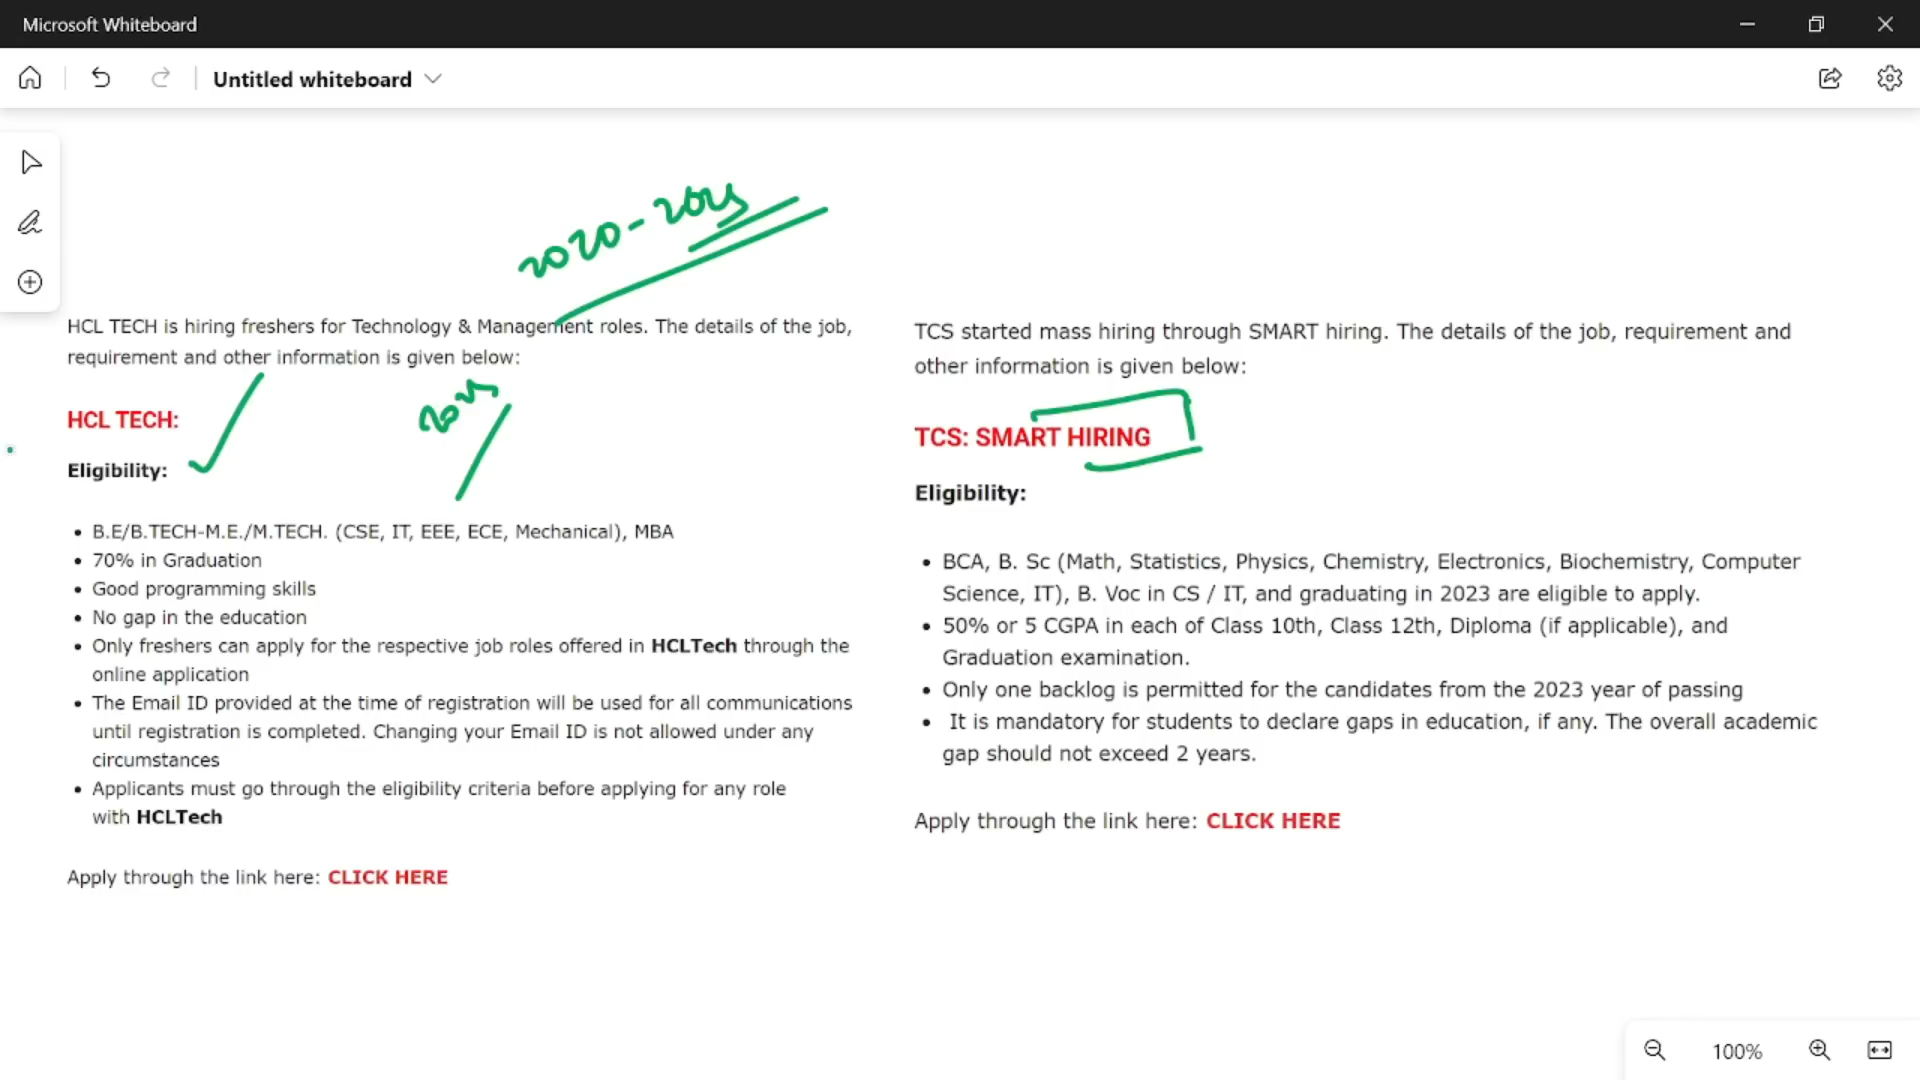 Microsoft Whiteboard
Untitled whiteboard
2020-2023
HCL TECH is hiring freshers for Technology & Management roles. The details of the job,
requirement and other information is given below:
HCL TECH:
Eligibility:
• B.E/B.TECH-M.E./M.TECH. (CSE, IT, EEE, ECE, Mechanical), MBA
• 70% in Graduation
• Good programming skills
• No gap in the education
• Only freshers can apply for the respective job roles offered in HCLTech through the
online application
• The Email ID provided at the time of registration will be used for all communications
until registration is completed. Changing your Email ID is not allowed under any
circumstances
• Applicants must go through the eligibility criteria before applying for any role
with HCLTech
Apply through the link here: CLICK HERE
TCS started mass hiring through SMART hiring. The details of the job, requirement and
other information is given below:
TCS: SMART HIRING
Eligibility:
• BCA, B. Sc (Math, Statistics, Physics, Chemistry, Electronics, Biochemistry, Computer
Science, IT), B. Voc in CS / IT, and graduating in 2023 are eligible to apply.
• 50% or 5 CGPA in each of Class 10th, Class 12th, Diploma (if applicable), and
Graduation examination.
• Only one backlog is permitted for the candidates from the 2023 year of passing
• It is mandatory for students to declare gaps in education, if any. The overall academic
gap should not exceed 2 years.
Apply through the link here: CLICK HERE
100%